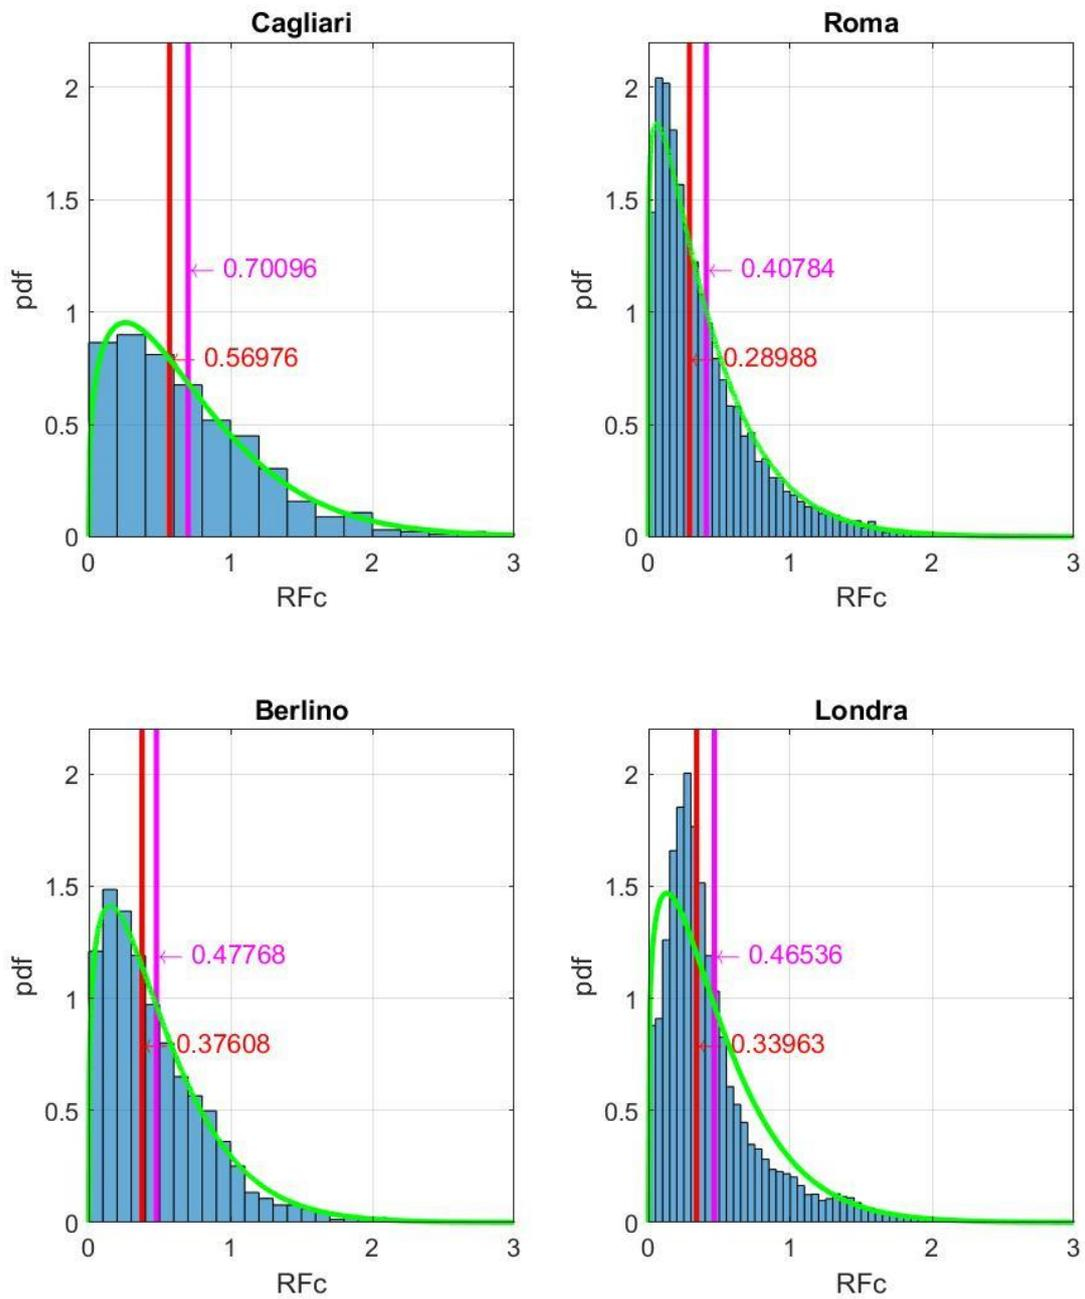 Cagliari
2
1.5
1
0.5
0
pdf
← 0.70096
← 0.56976
0 1 2 3
RFc
Roma
2
1.5
1
0.5
0
pdf
← 0.40784
← 0.28988
0 1 2 3
RFc
Berlino
2
1.5
1
0.5
0
pdf
← 0.47768
← 0.37608
0 1 2 3
RFc
Londra
2
1.5
1
0.5
0
pdf
← 0.46536
← 0.33963
0 1 2 3
RFc